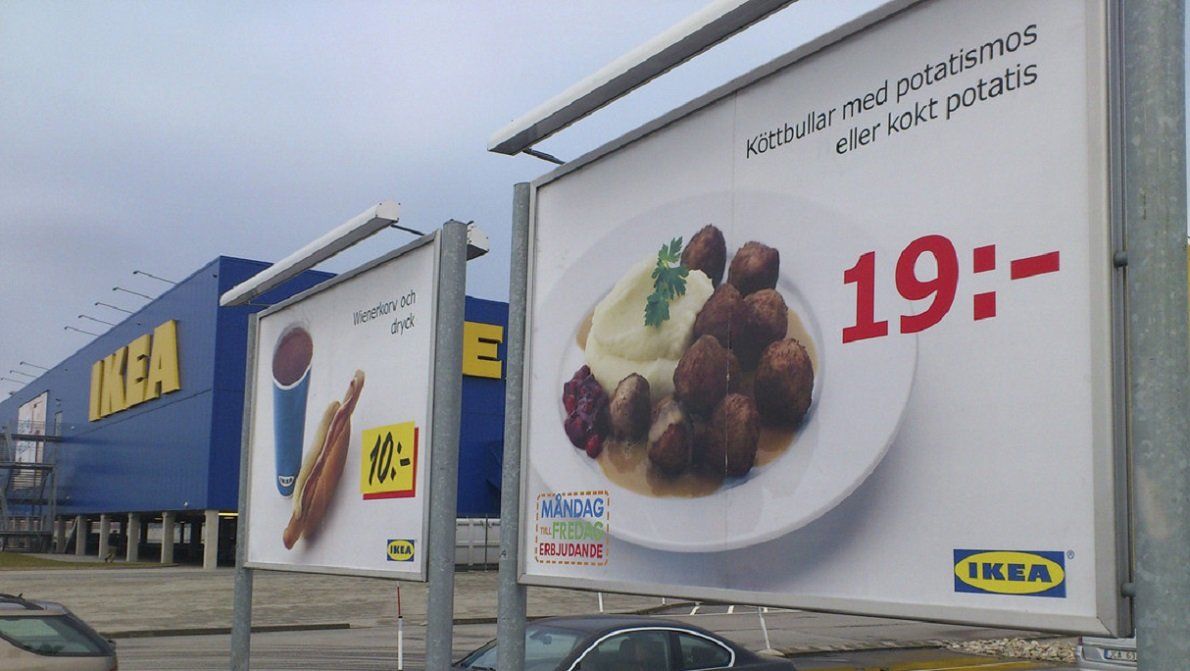 IKEA
E
Wienerkorv och
dryck
10:-
IKEA
Köttbullar med potatismos
eller kokt potatis
19:-
MÅNDAG
TILL FREDAG
ERBJUDANDE
IKEA®